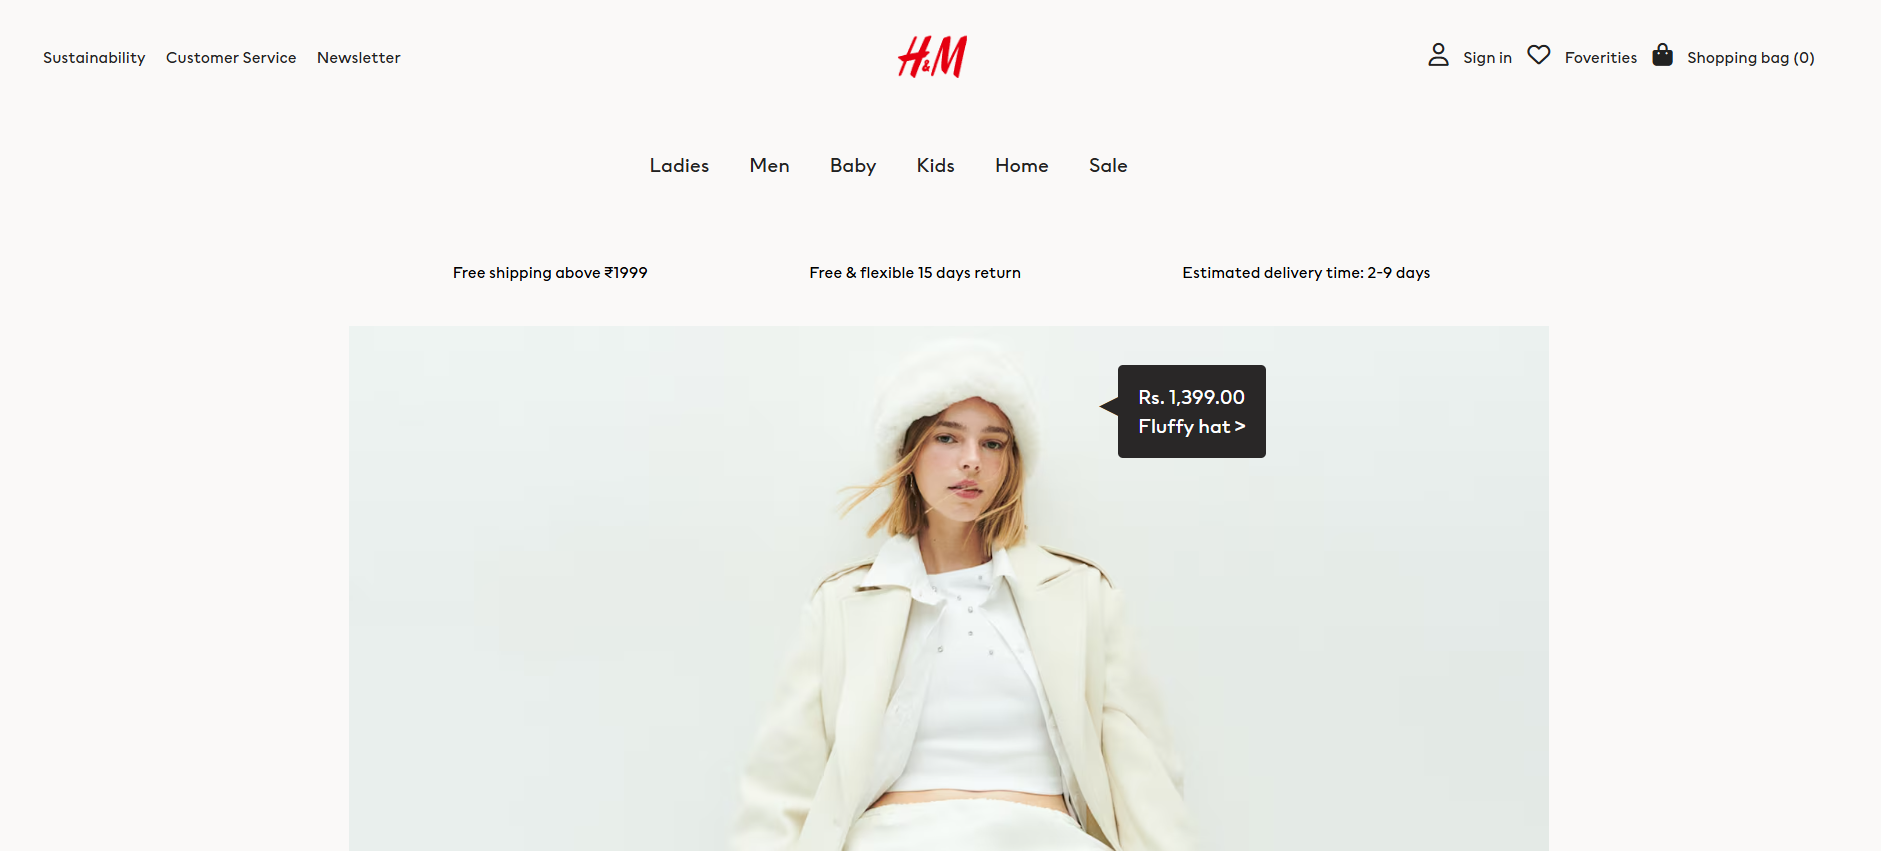 Sustainability Customer Service Newsletter
H&M
Sign in Foverities Shopping bag (0)
Ladies Men Baby Kids Home Sale
Free shipping above ₹1999 Free & flexible 15 days return Estimated delivery time: 2-9 days
Rs. 1,399.00
Fluffy hat >